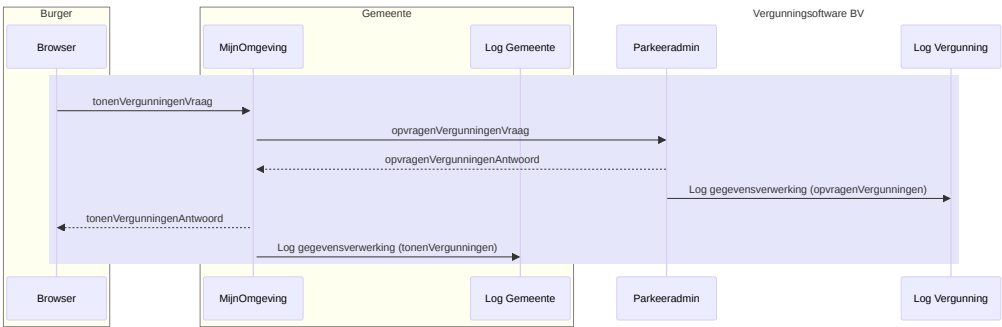 Burger
Gemeente
Vergunningsoftware BV
Browser
MijnOmgeving
Log Gemeente
Parkeeradmin
Log Vergunning
tonenVergunningenVraag
opvragenVergunningenVraag
opvragenVergunningenAntwoord
Log gegevensverwerking (opvragenVergunningen)
tonenVergunningenAntwoord
Log gegevensverwerking (tonenVergunningen)
Browser
MijnOmgeving
Log Gemeente
Parkeeradmin
Log Vergunning